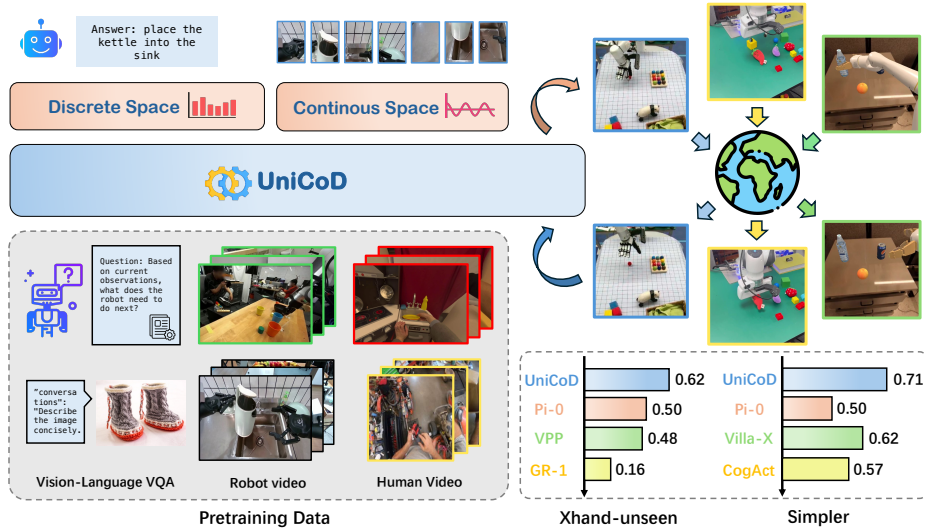 Answer: place the
kettle into the
sink
Discrete Space
Continous Space
UniCoD
Question: Based on
current
observations,
what does the
robot need to
do next?
?
“conversa
tions":
"Describe
the image
concisely.
Vision-Language VQA
Robot video
Human Video
Pretraining Data
UniCoD 0.62
Pi-0 0.50
VPP 0.48
GR-1 0.16
Xhand-unseen
UniCoD 0.71
Pi-0 0.50
Villa-X 0.62
CogAct 0.57
Simpler